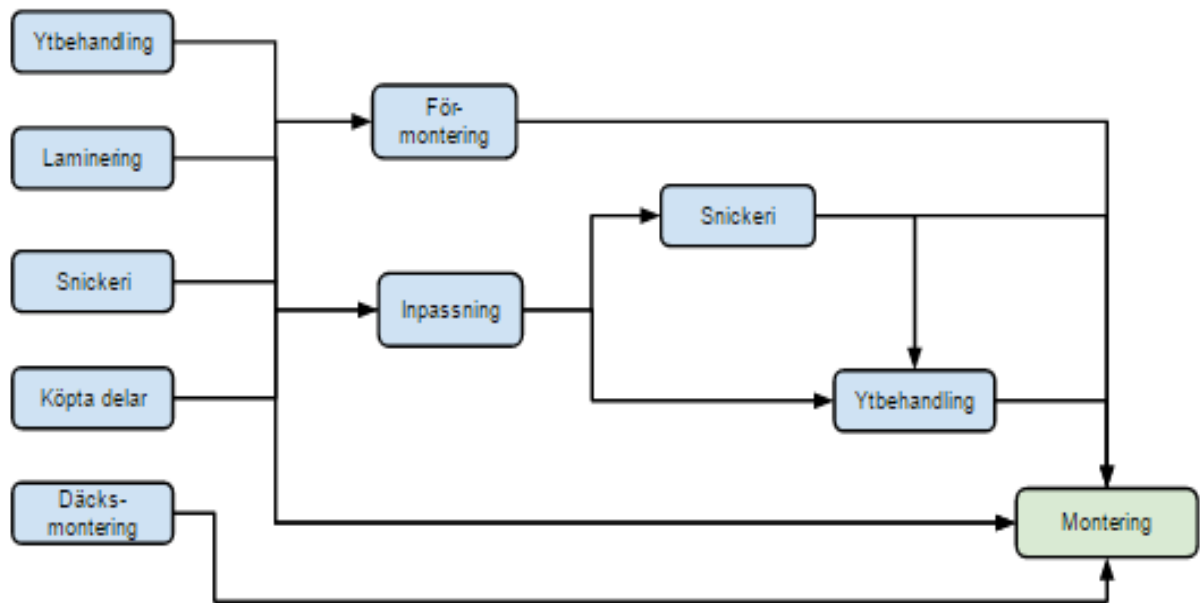 Ytbehandling
Laminering
Snickeri
Köpta delar
Däcks-
montering
För-
montering
Inpassning
Snickeri
Ytbehandling
Montering